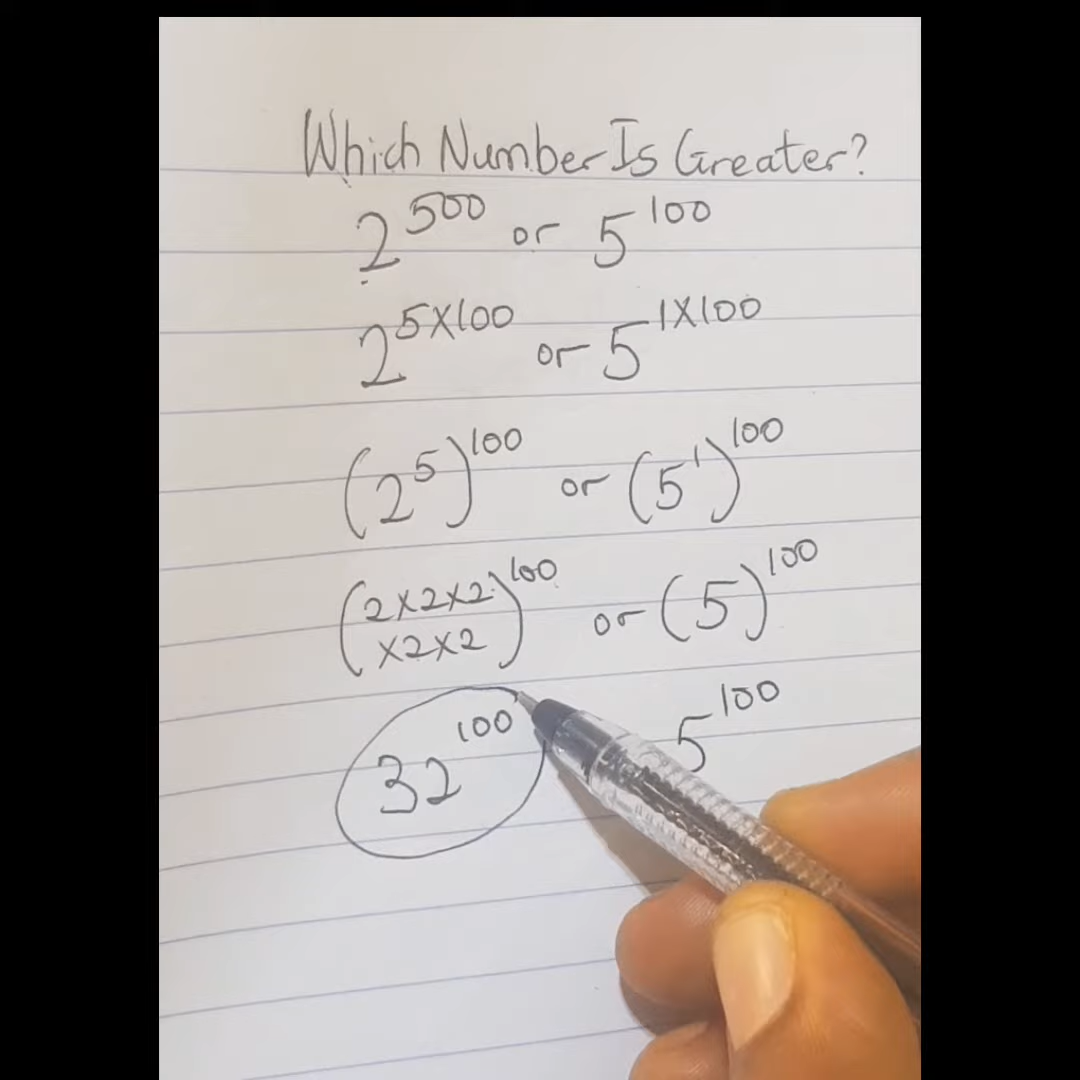 Which Number Is Greater?
2^500 or 5^100
2^5×100 or 5^1×100
(2^5)^100 or (5^1)^100
(2×2×2×2×2)^100 or (5)^100
32^100 5^100